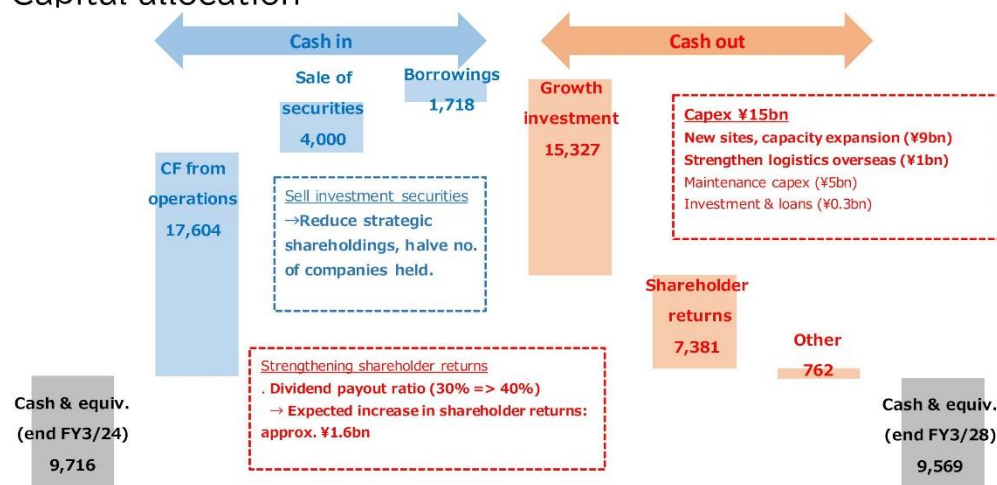 Capital allocation
Cash in
Cash out
Sale of
securities
4,000
Borrowings
1,718
CF from
operations
17,604
Sell investment securities
→Reduce strategic
shareholdings, halve no.
of companies held.
Growth
investment
15,327
Capex ¥15bn
New sites, capacity expansion (¥9bn)
Strengthen logistics overseas (¥1bn)
Maintenance capex (¥5bn)
Investment & loans (¥0.3bn)
Shareholder
returns
7,381
Other
762
Strengthening shareholder returns
. Dividend payout ratio (30% => 40%)
→ Expected increase in shareholder returns:
approx. ¥1.6bn
Cash & equiv.
(end FY3/24)
9,716
Cash & equiv.
(end FY3/28)
9,569